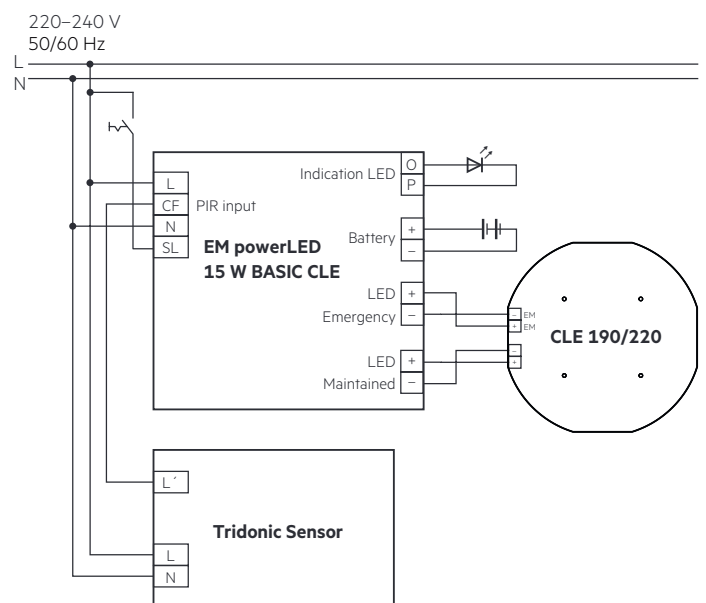 220–240 V
50/60 Hz
L
N
Indication LED
O
P
L
CF
PIR input
N
SL
EM powerLED
15 W BASIC CLE
Battery
+
–
LED
+
Emergency
–
LED
+
Maintained
–
– EM
+ EM
–
+
CLE 190/220
L´
Tridonic Sensor
L
N